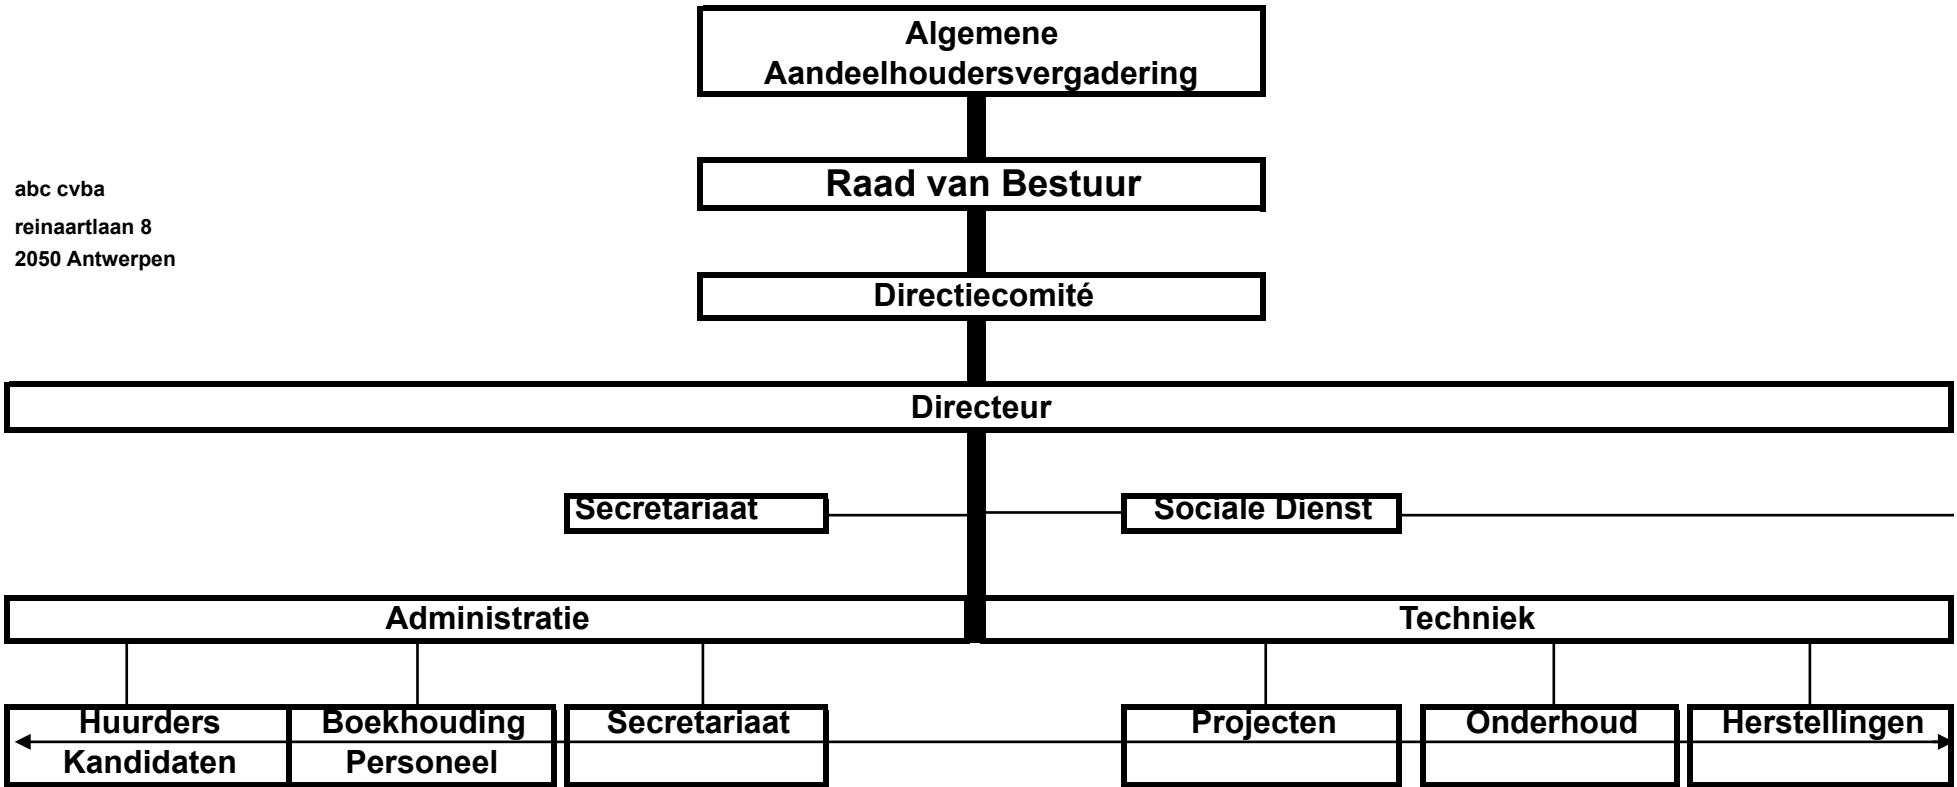 Algemene
Aandeelhoudersvergadering
Raad van Bestuur
abc cvba
reinaartlaan 8
2050 Antwerpen
Directiecomité
Directeur
Secretariaat
Sociale Dienst
Administratie
Techniek
Huurders
Kandidaten
Boekhouding
Personeel
Secretariaat
Projecten
Onderhoud
Herstellingen